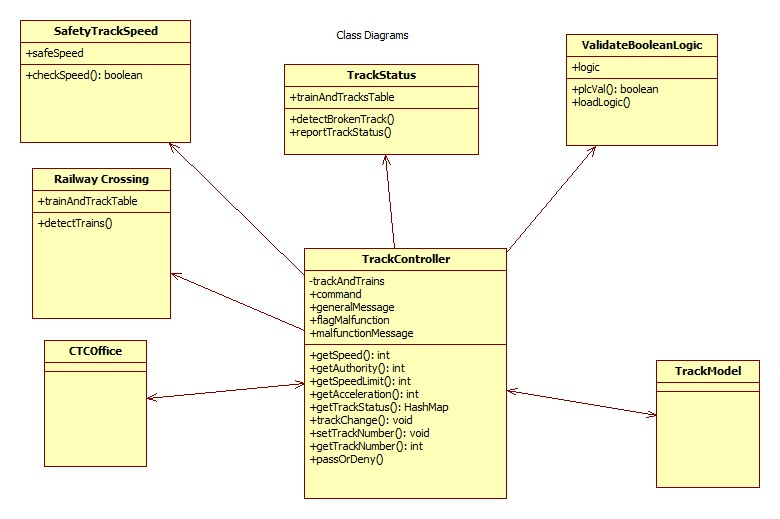 Class Diagrams
SafetyTrackSpeed
+safeSpeed
+checkSpeed(): boolean
TrackStatus
+trainAndTracksTable
+detectBrokenTrack()
+reportTrackStatus()
ValidateBooleanLogic
+logic
+plcVal(): boolean
+loadLogic()
Railway Crossing
+trainAndTrackTable
+detectTrains()
TrackController
-trackAndTrains
+command
+generalMessage
+flagMalfunction
+malfunctionMessage
+getSpeed(): int
+getAuthority(): int
+getSpeedLimit(): int
+getAcceleration(): int
+getTrackStatus(): HashMap
+trackChange(): void
+setTrackNumber(): void
+getTrackNumber(): int
+passOrDeny()
CTCOffice
TrackModel